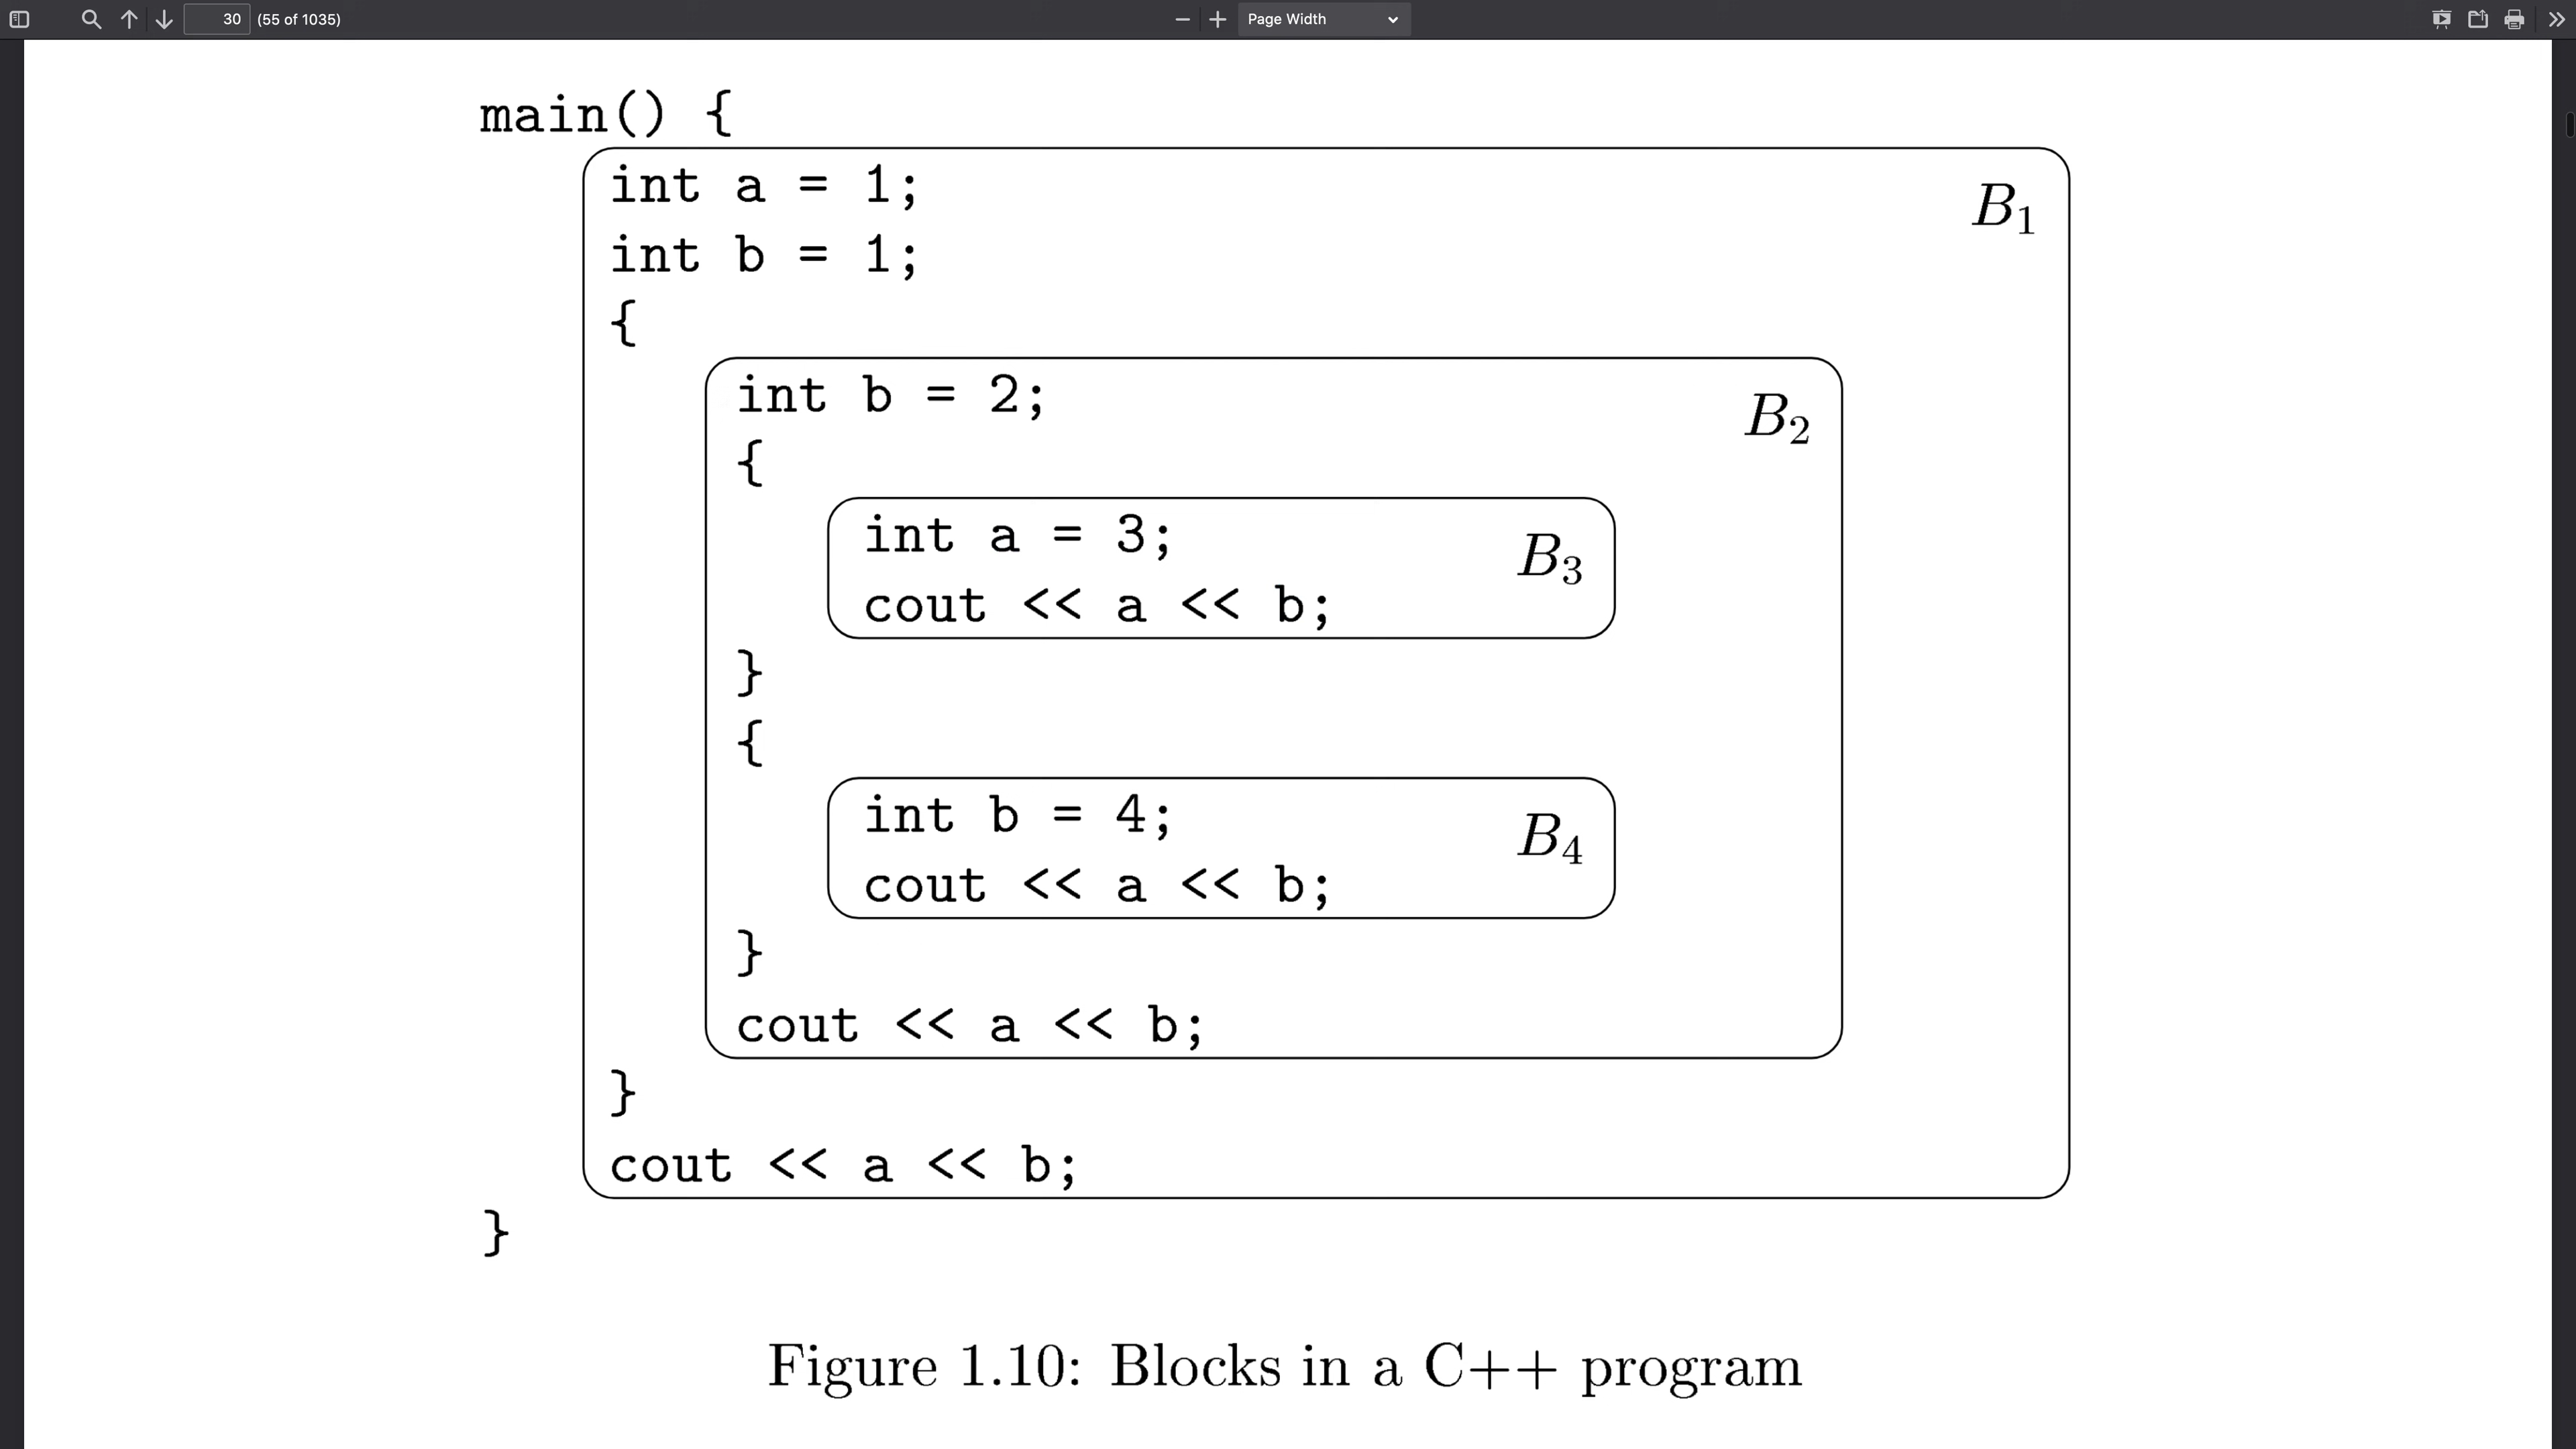 30 (55 of 1035) Page Width
main() {
int a = 1;
B1
int b = 1;
{
int b = 2;
B2
{
int a = 3;
B3
cout << a << b;
}
{
int b = 4;
B4
cout << a << b;
}
cout << a << b;
}
cout << a << b;
}
Figure 1.10: Blocks in a C++ program